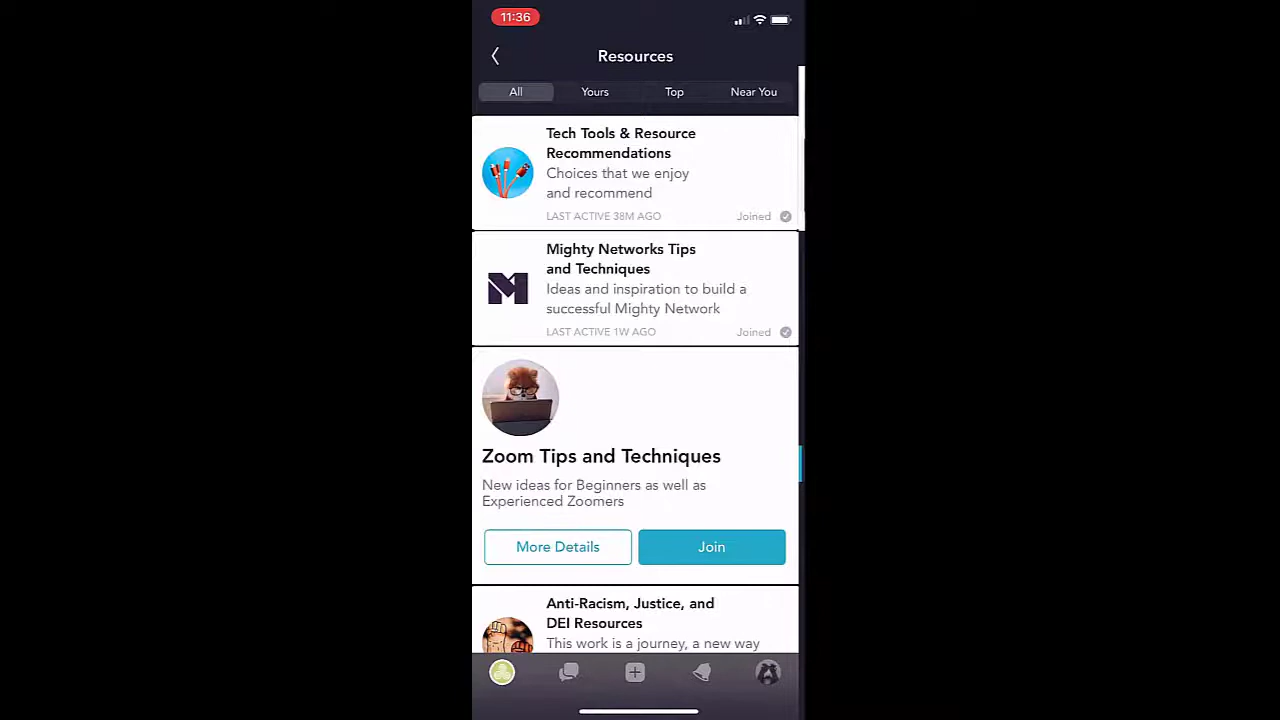 11:36
Resources
All Yours Top Near You
Tech Tools & Resource
Recommendations
Choices that we enjoy
and recommend
LAST ACTIVE 38M AGO Joined
Mighty Networks Tips
and Techniques
Ideas and inspiration to build a
successful Mighty Network
LAST ACTIVE 1W AGO Joined
Zoom Tips and Techniques
New ideas for Beginners as well as
Experienced Zoomers
More Details Join
Anti-Racism, Justice, and
DEI Resources
This work is a journey, a new way